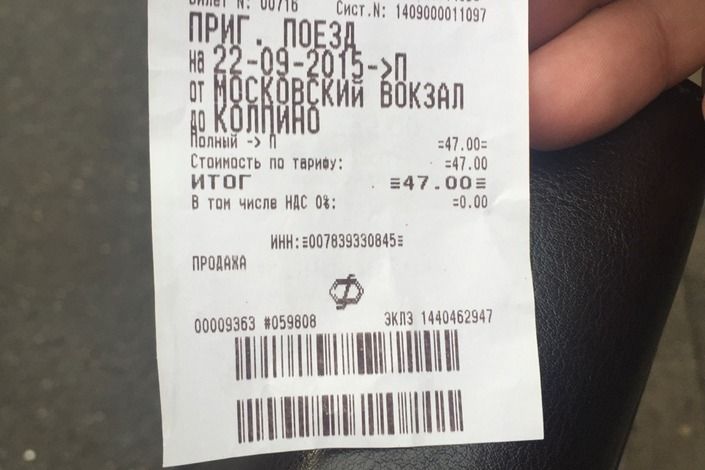 Билет N: 00716 Сист.N: 1409000011097
ПРИГ. ПОЕЗД
на 22-09-2015->П
от МОСКОВСКИЙ ВОКЗАЛ
до КОЛПИНО
Полный -> П =47.00=
Стоимость по тарифу: =47.00
ИТОГ ≡47.00≡
В том числе НДС 0%: =0.00
ИНН:≡007839330845≡
ПРОДАЖА
00009363 #059808 ЭКЛЗ 1440462947